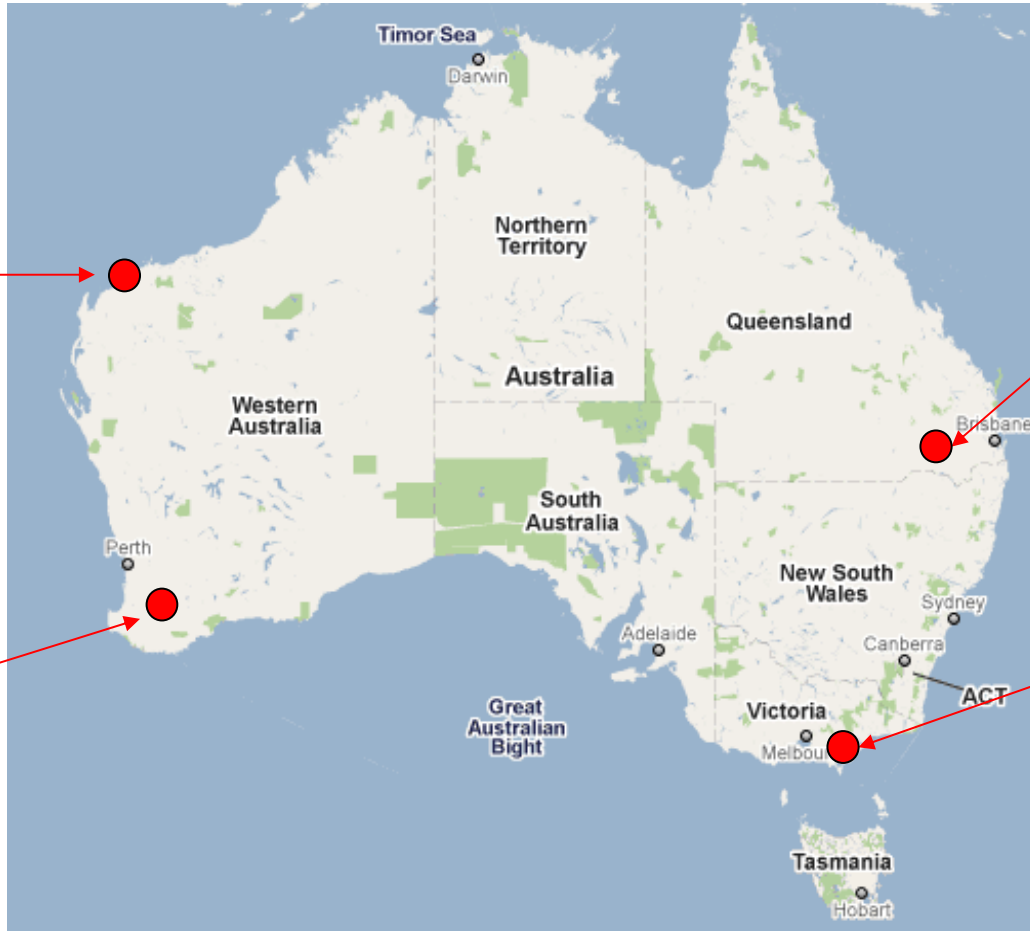 Timor Sea
Darwin
Northern
Territory
Queensland
Australia
Western
Australia
Brisbane
South
Australia
Perth
New South
Wales
Sydney
Adelaide
Canberra
ACT
Great
Australian
Bight
Victoria
Melbour
Tasmania
Hobart